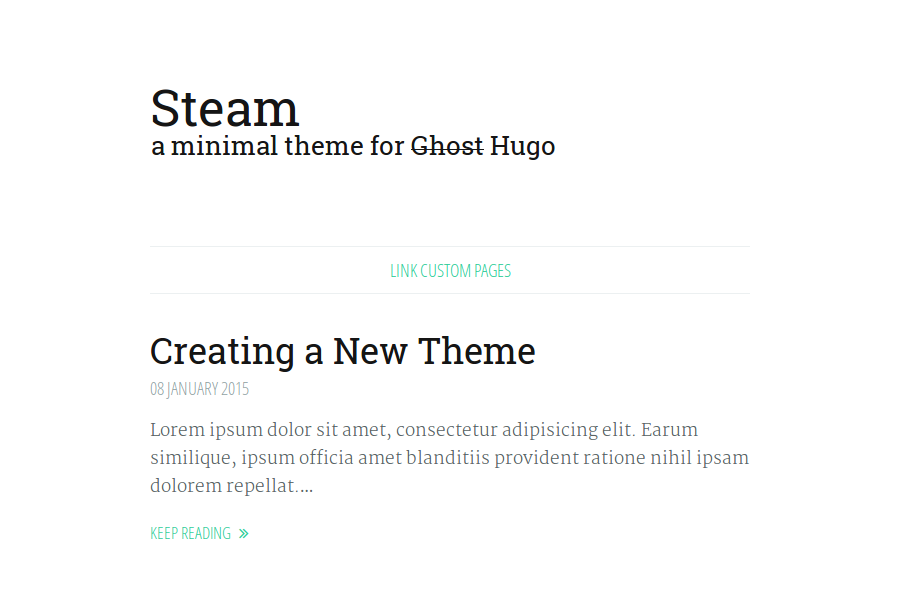 Steam
a minimal theme for Ghost Hugo
LINK CUSTOM PAGES
Creating a New Theme
08 JANUARY 2015
Lorem ipsum dolor sit amet, consectetur adipisicing elit. Earum
similique, ipsum officia amet blanditiis provident ratione nihil ipsam
dolorem repellat.…
KEEP READING »